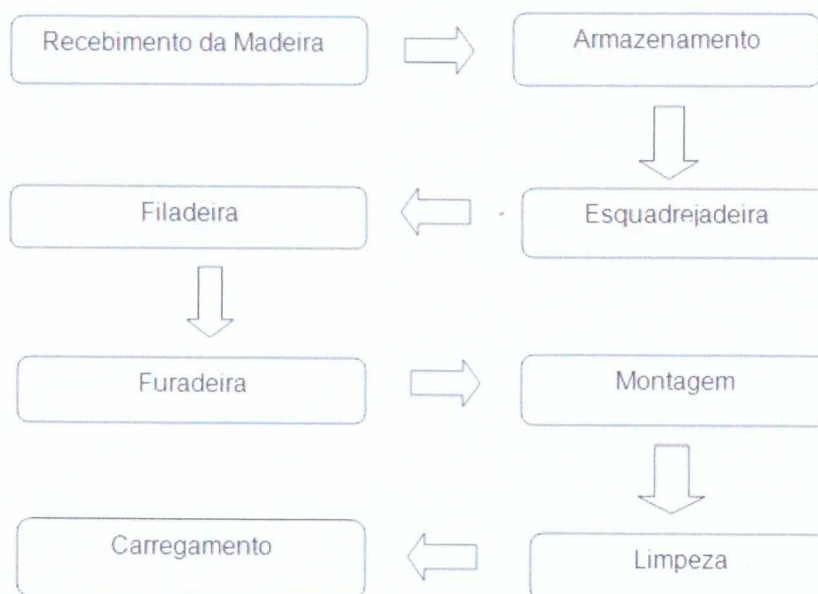 Recebimento da Madeira
Armazenamento
Esquadrejadeira
Filadeira
Furadeira
Montagem
Limpeza
Carregamento